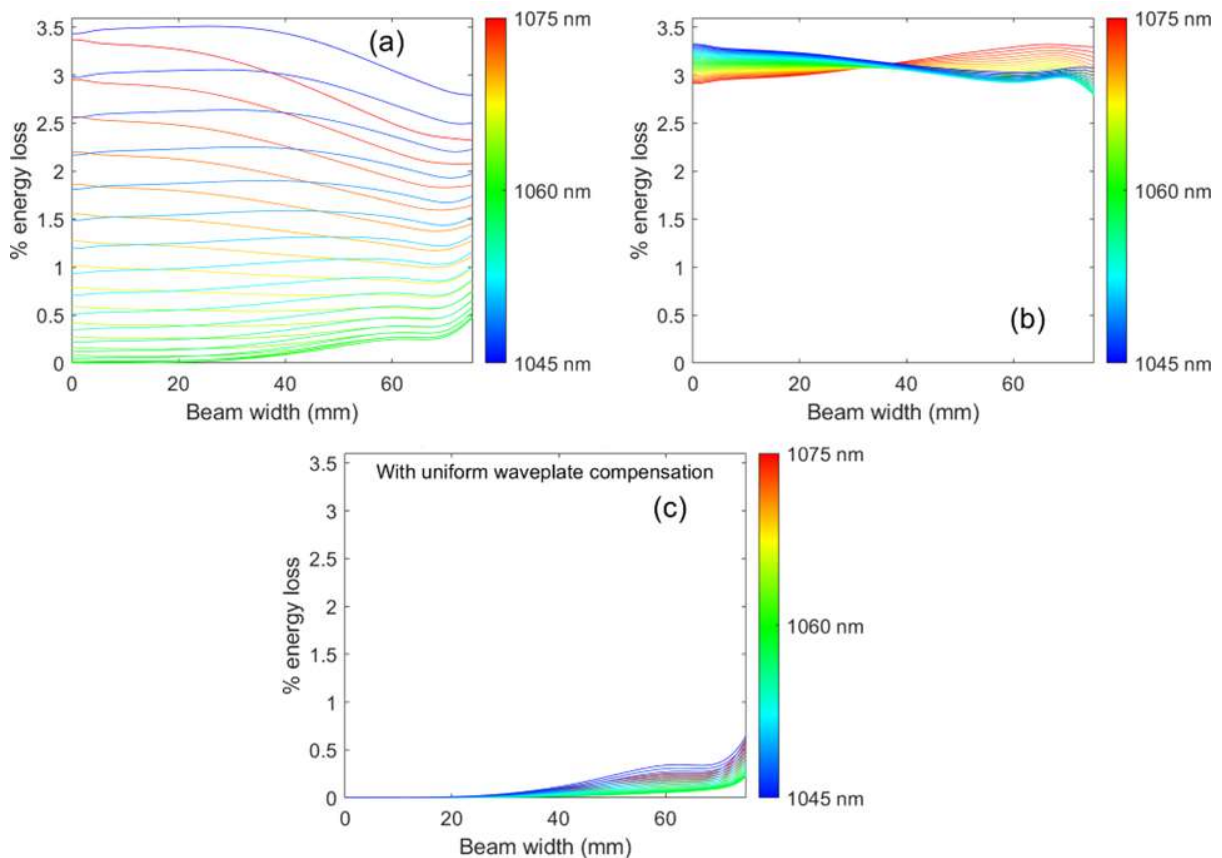 (a)
3.5
3
2.5
2
1.5
1
0.5
0
% energy loss
0 20 40 60
Beam width (mm)
1075 nm
1060 nm
1045 nm
(b)
3.5
3
2.5
2
1.5
1
0.5
0
% energy loss
20 40 60
Beam width (mm)
1075 nm
1060 nm
1045 nm
With uniform waveplate compensation
(c)
3.5
3
2.5
2
1.5
1
0.5
0
% energy loss
0 20 40 60
Beam width (mm)
1075 nm
1060 nm
1045 nm